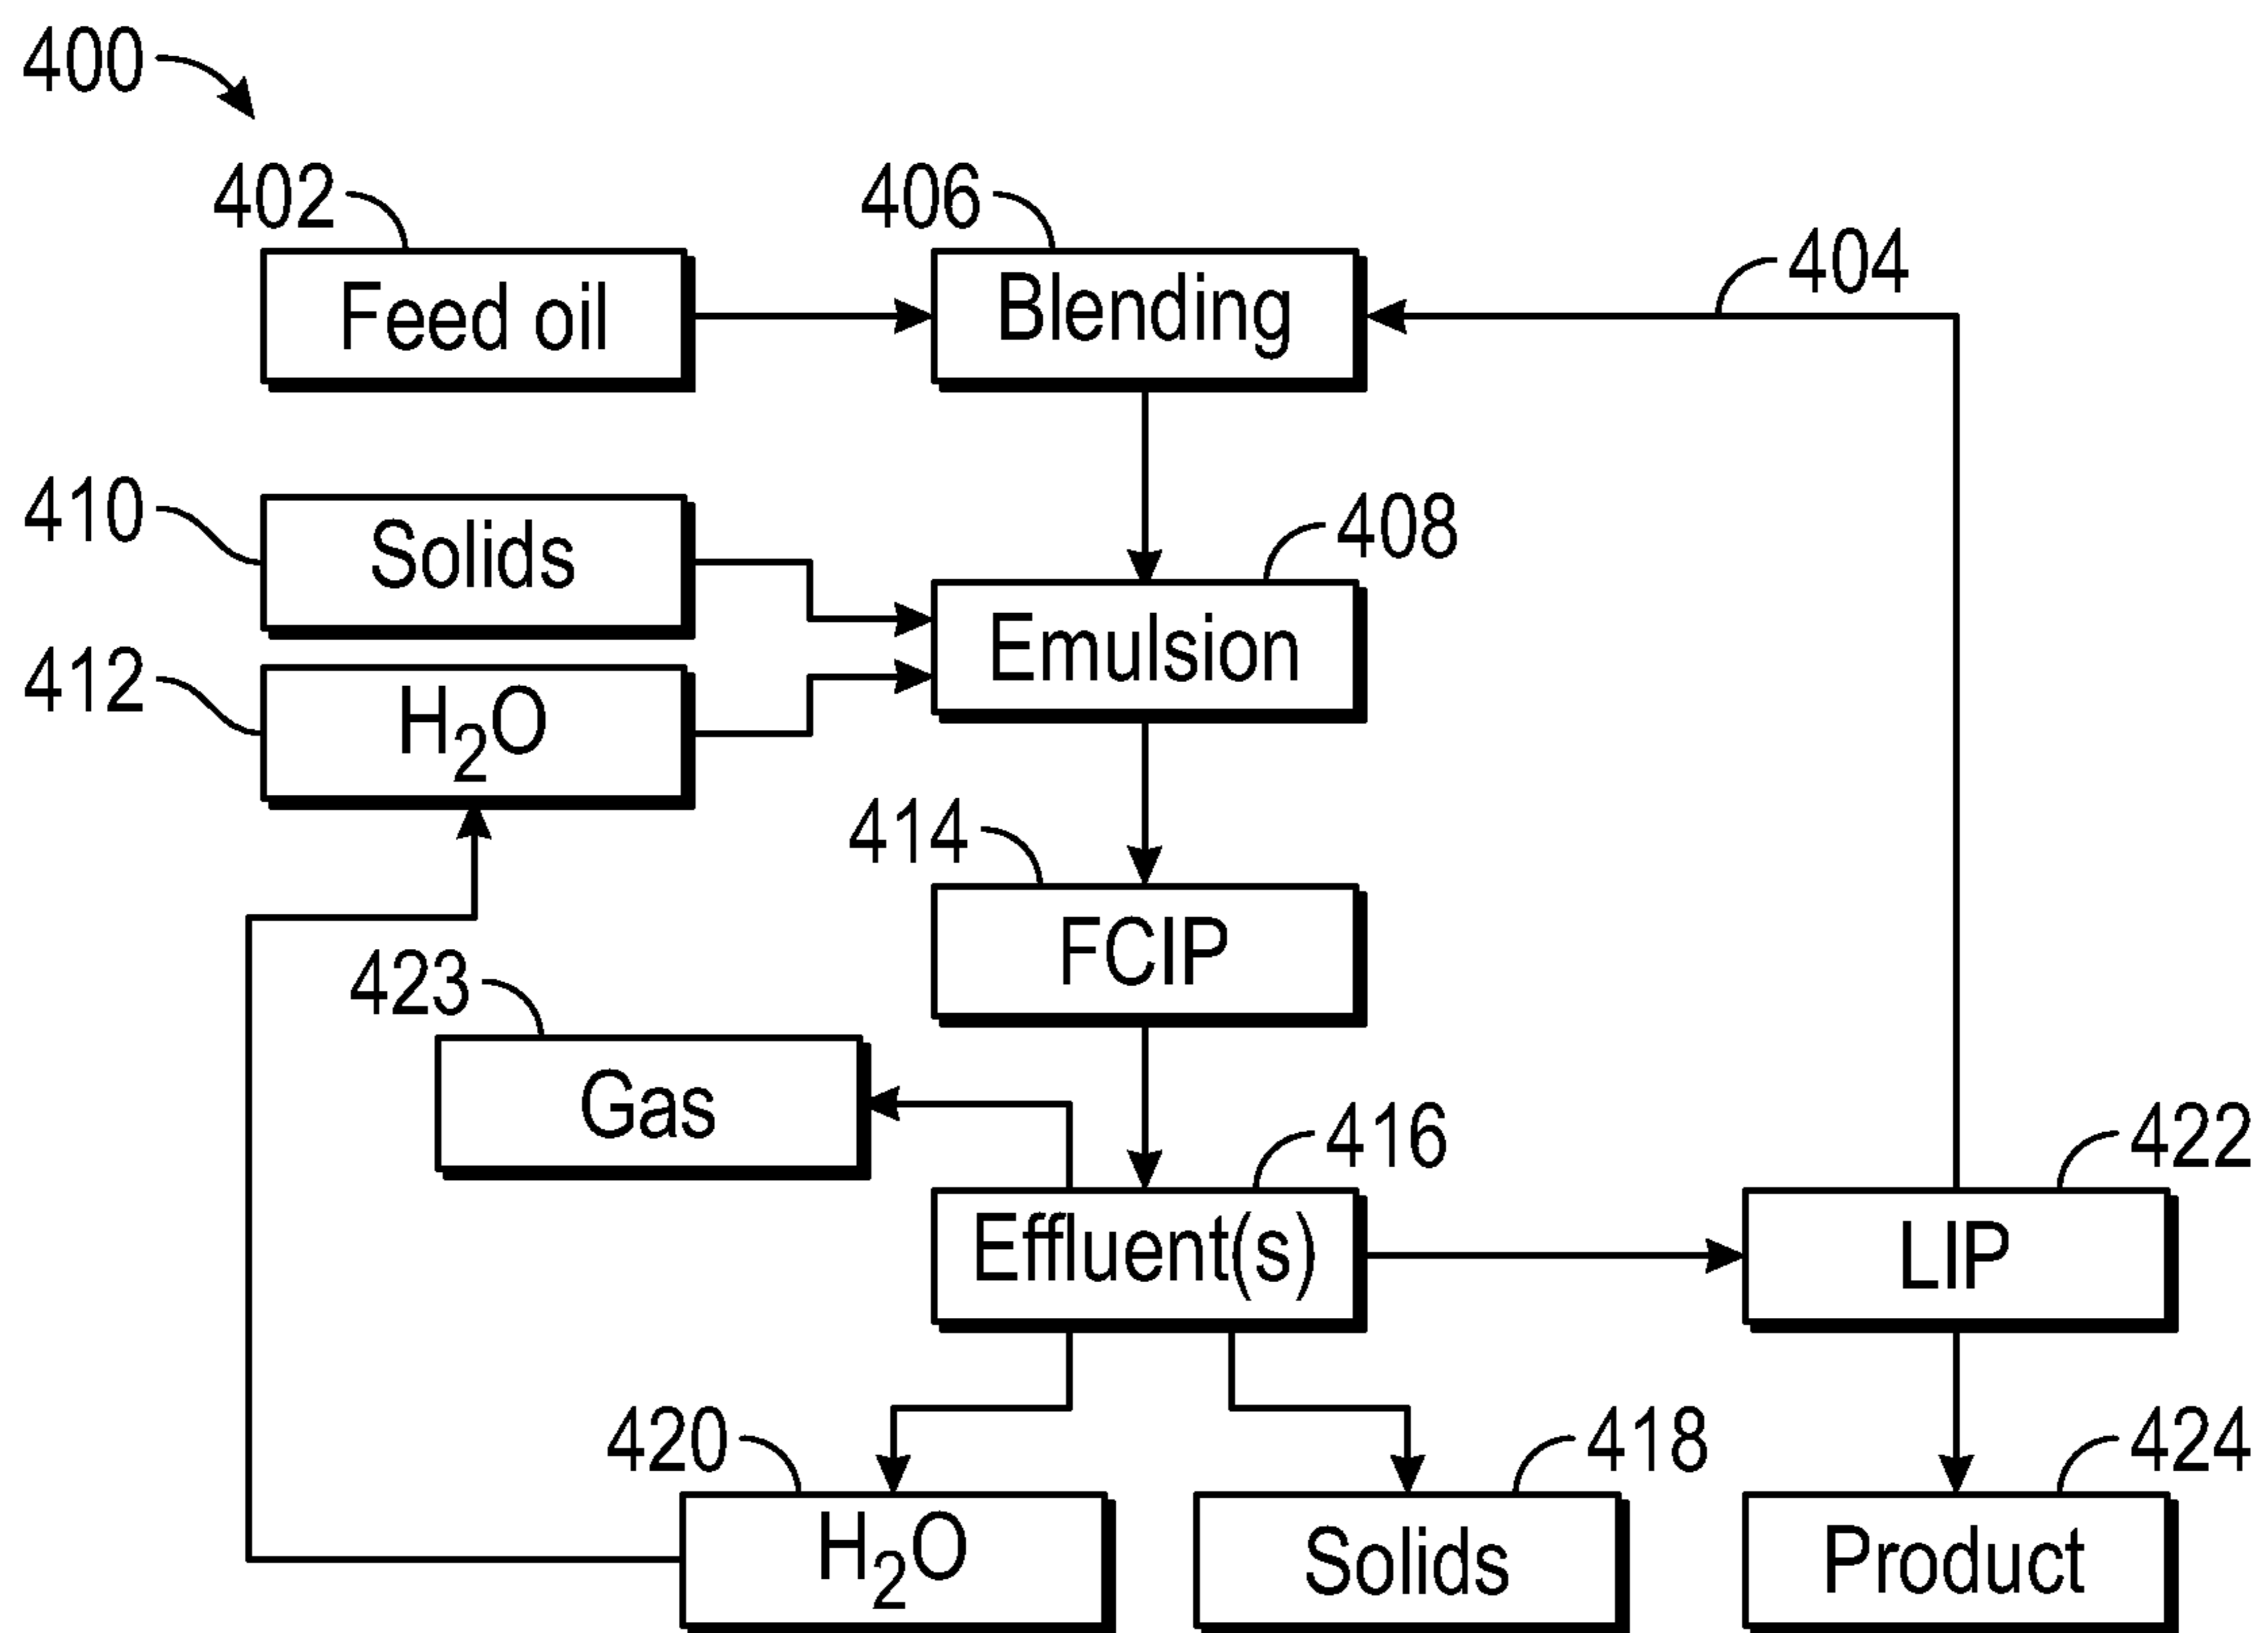 400
402
406
404
Feed oil
Blending
410
Solids
408
412
H₂O
Emulsion
414
FCIP
423
Gas
416
422
Effluent(s)
LIP
420
418
424
H₂O
Solids
Product